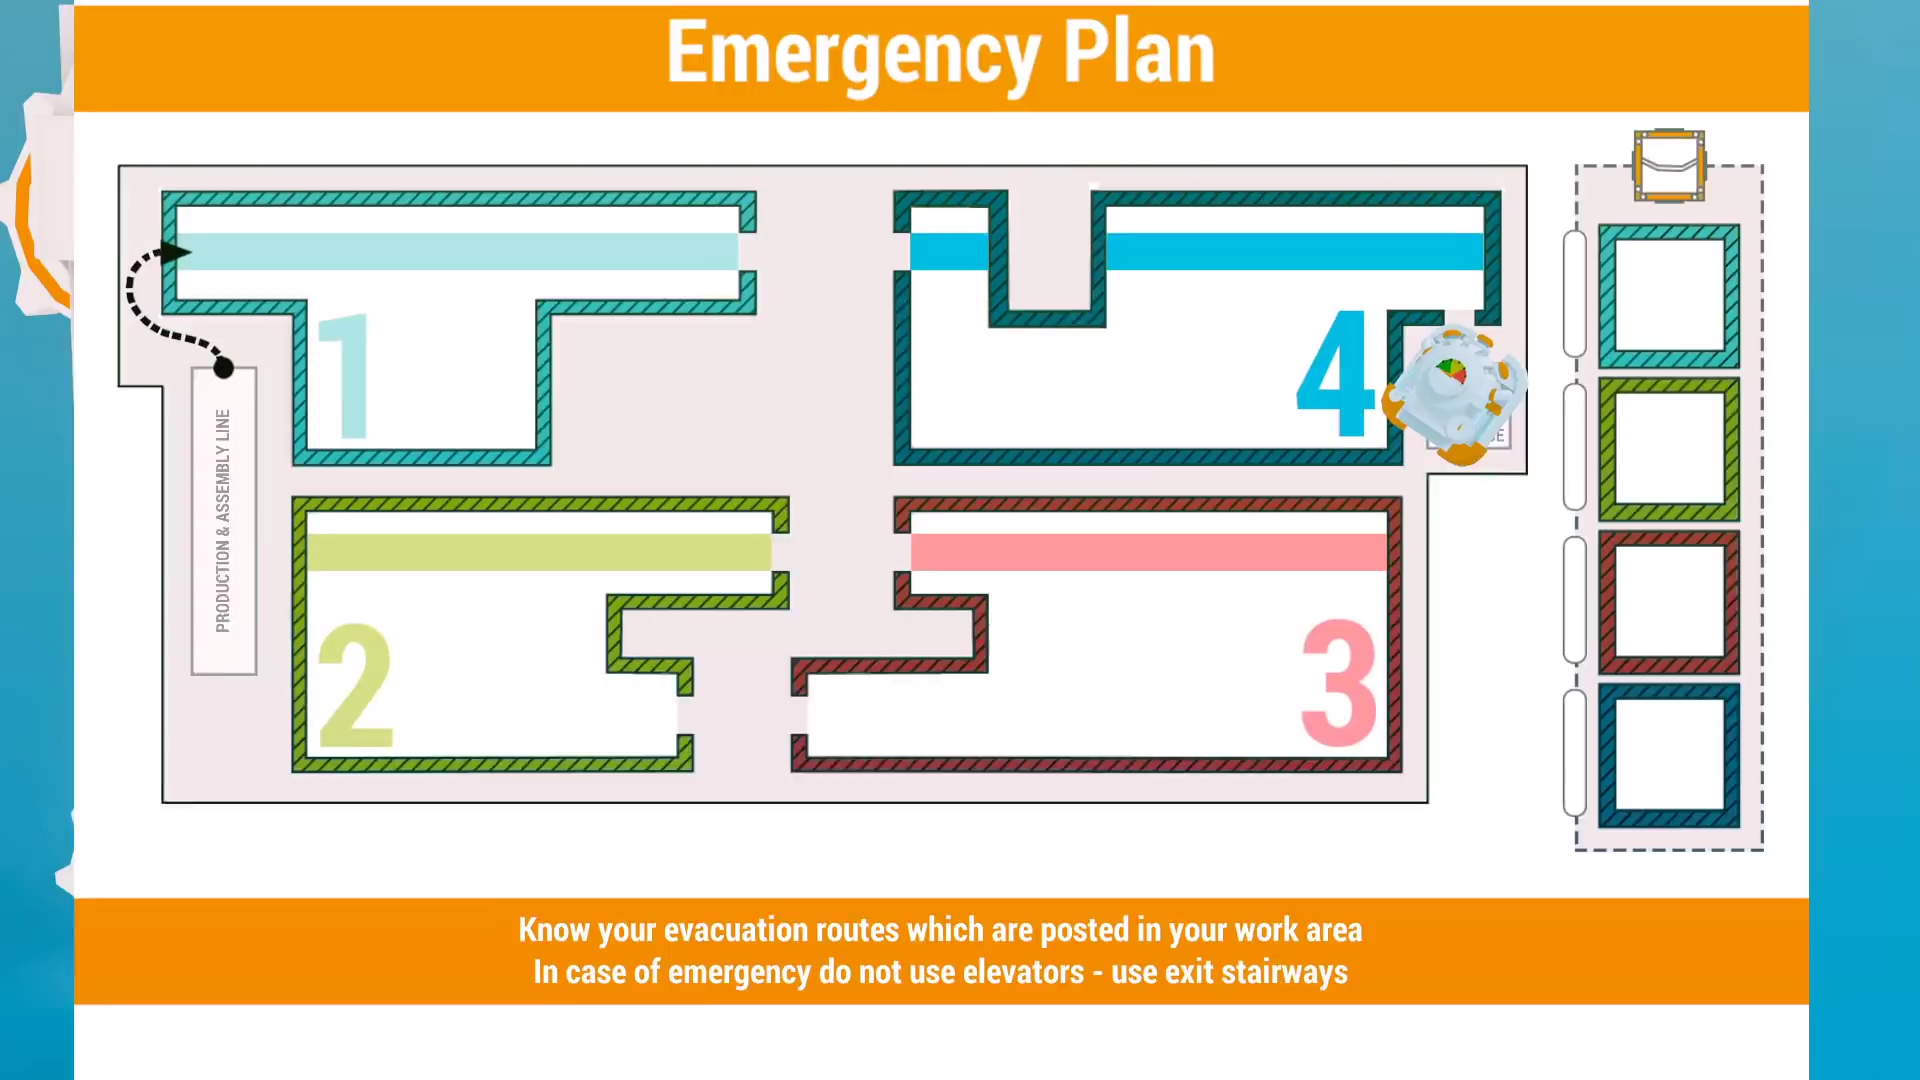 Emergency Plan
1
4
PRODUCTION & ASSEMBLY LINE
2
3
Know your evacuation routes which are posted in your work area
In case of emergency do not use elevators - use exit stairways